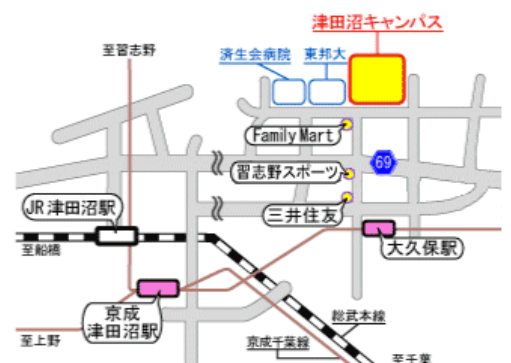 津田沼キャンパス
至習志野
済生会病院
東邦大
Family Mart
習志野スポーツ
69
三井住友
JR津田沼駅
大久保駅
至船橋
京成
津田沼駅
総武本線
至上野
京成千葉線
至千葉